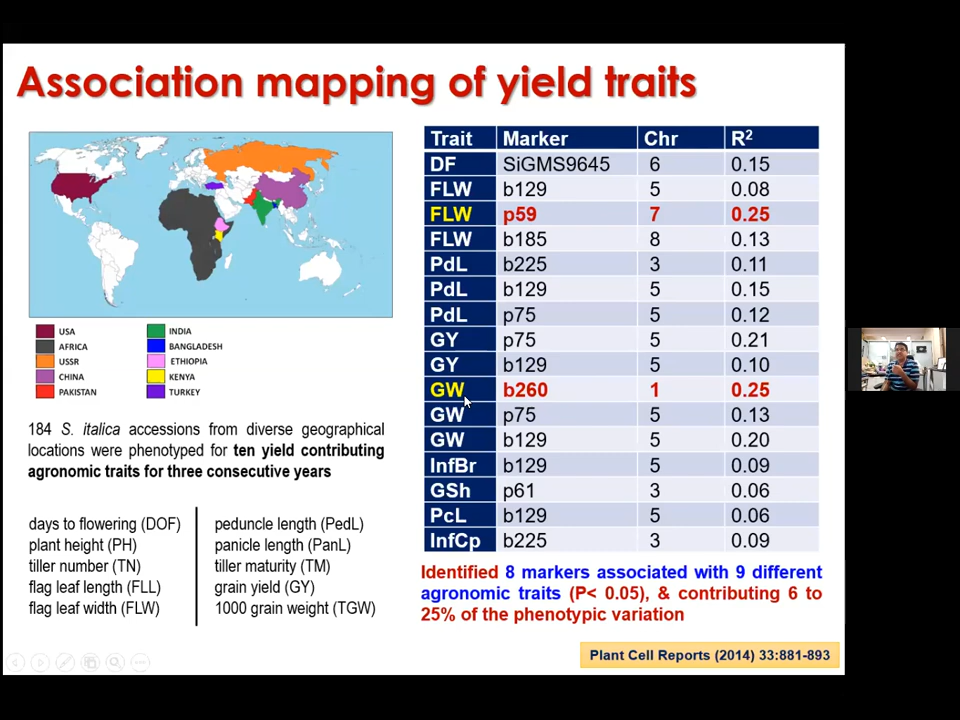 Association mapping of yield traits
USA
AFRICA
USSR
CHINA
PAKISTAN
INDIA
BANGLADESH
ETHIOPIA
KENYA
TURKEY
184 S. italica accessions from diverse geographical
locations were phenotyped for ten yield contributing
agronomic traits for three consecutive years
days to flowering (DOF)
plant height (PH)
tiller number (TN)
flag leaf length (FLL)
flag leaf width (FLW)
peduncle length (PedL)
panicle length (PanL)
tiller maturity (TM)
grain yield (GY)
1000 grain weight (TGW)
Trait Marker Chr R²
DF SiGMS9645 6 0.15
FLW b129 5 0.08
FLW p59 7 0.25
FLW b185 8 0.13
PdL b225 3 0.11
PdL b129 5 0.15
PdL p75 5 0.12
GY p75 5 0.21
GY b129 5 0.10
GW b260 1 0.25
GW p75 5 0.13
GW b129 5 0.20
InfBr b129 5 0.09
GSh p61 3 0.06
PcL b129 5 0.06
InfCp b225 3 0.09
Identified 8 markers associated with 9 different
agronomic traits (P< 0.05), & contributing 6 to
25% of the phenotypic variation
Plant Cell Reports (2014) 33:881-893